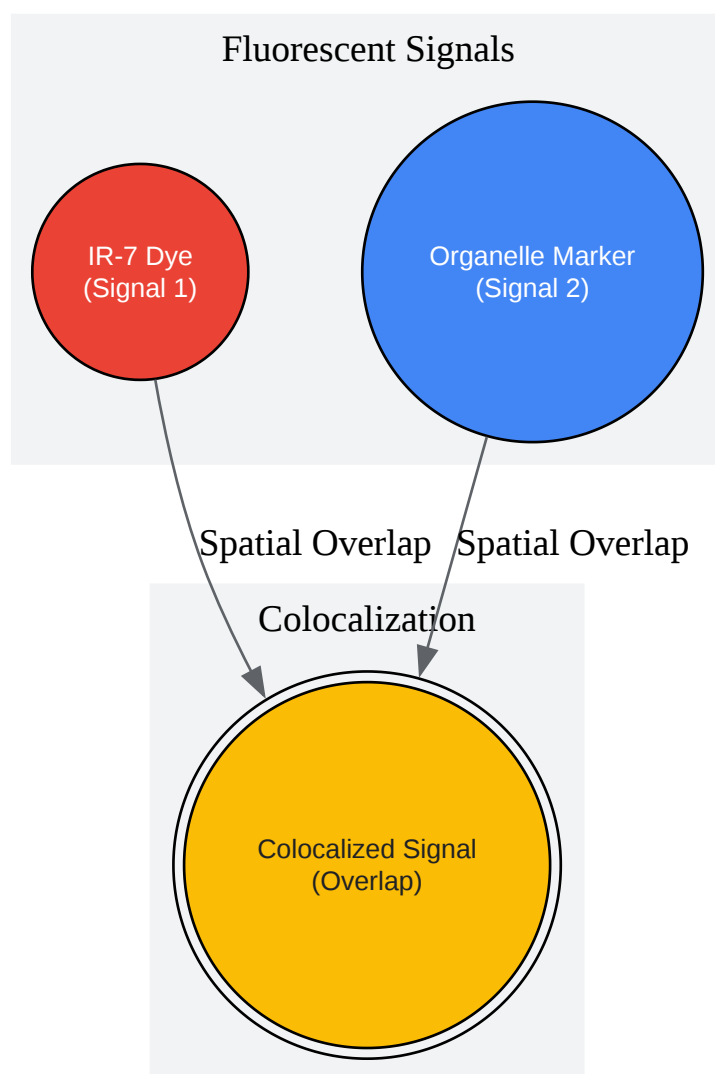 Fluorescent Signals
IR-7 Dye
(Signal 1)
Organelle Marker
(Signal 2)
Spatial Overlap
Spatial Overlap
Colocalization
Colocalized Signal
(Overlap)